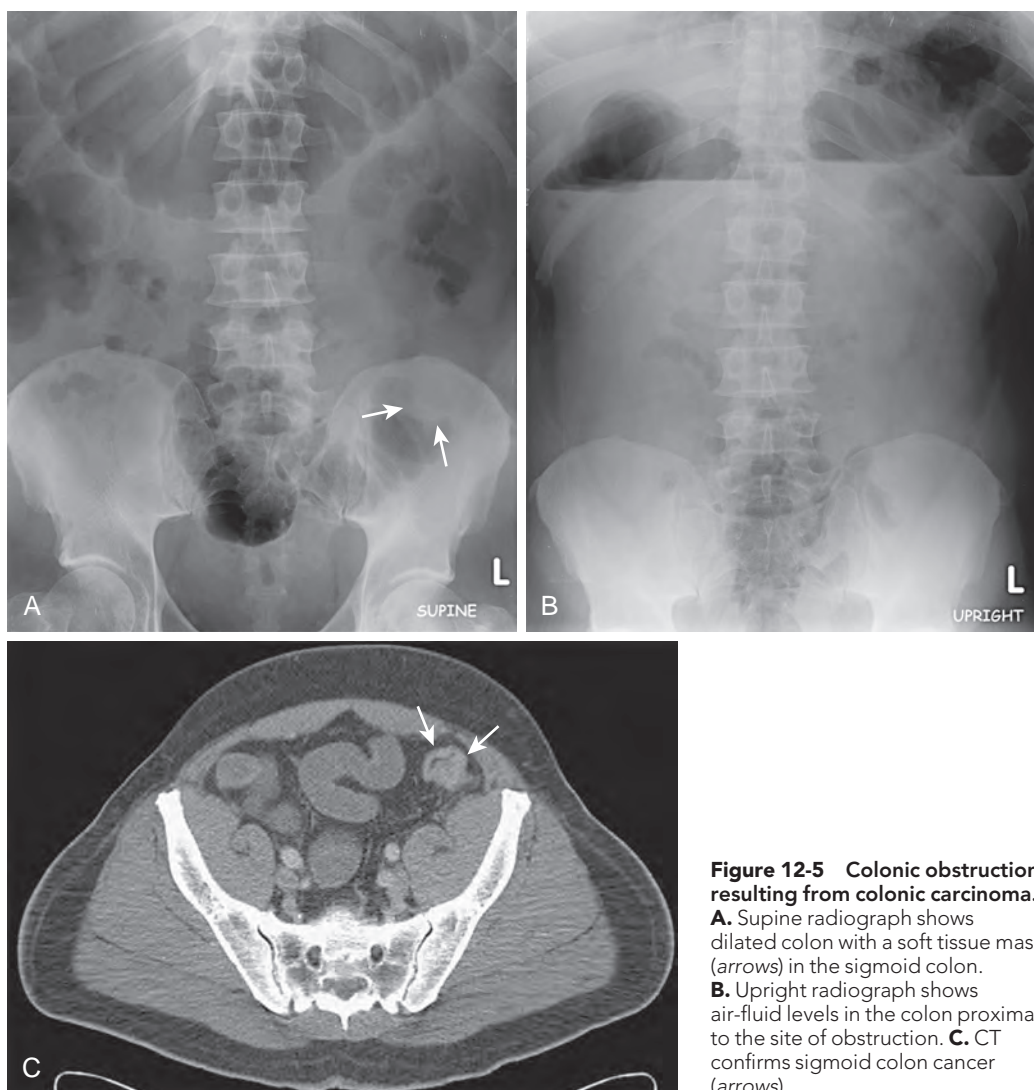 A
L
SUPINE
B
L
UPRIGHT
C
Figure 12-5 Colonic obstruction
resulting from colonic carcinoma.
A. Supine radiograph shows
dilated colon with a soft tissue mas
(arrows) in the sigmoid colon.
B. Upright radiograph shows
air-fluid levels in the colon proxima
to the site of obstruction. C. CT
confirms sigmoid colon cancer
(arrows)